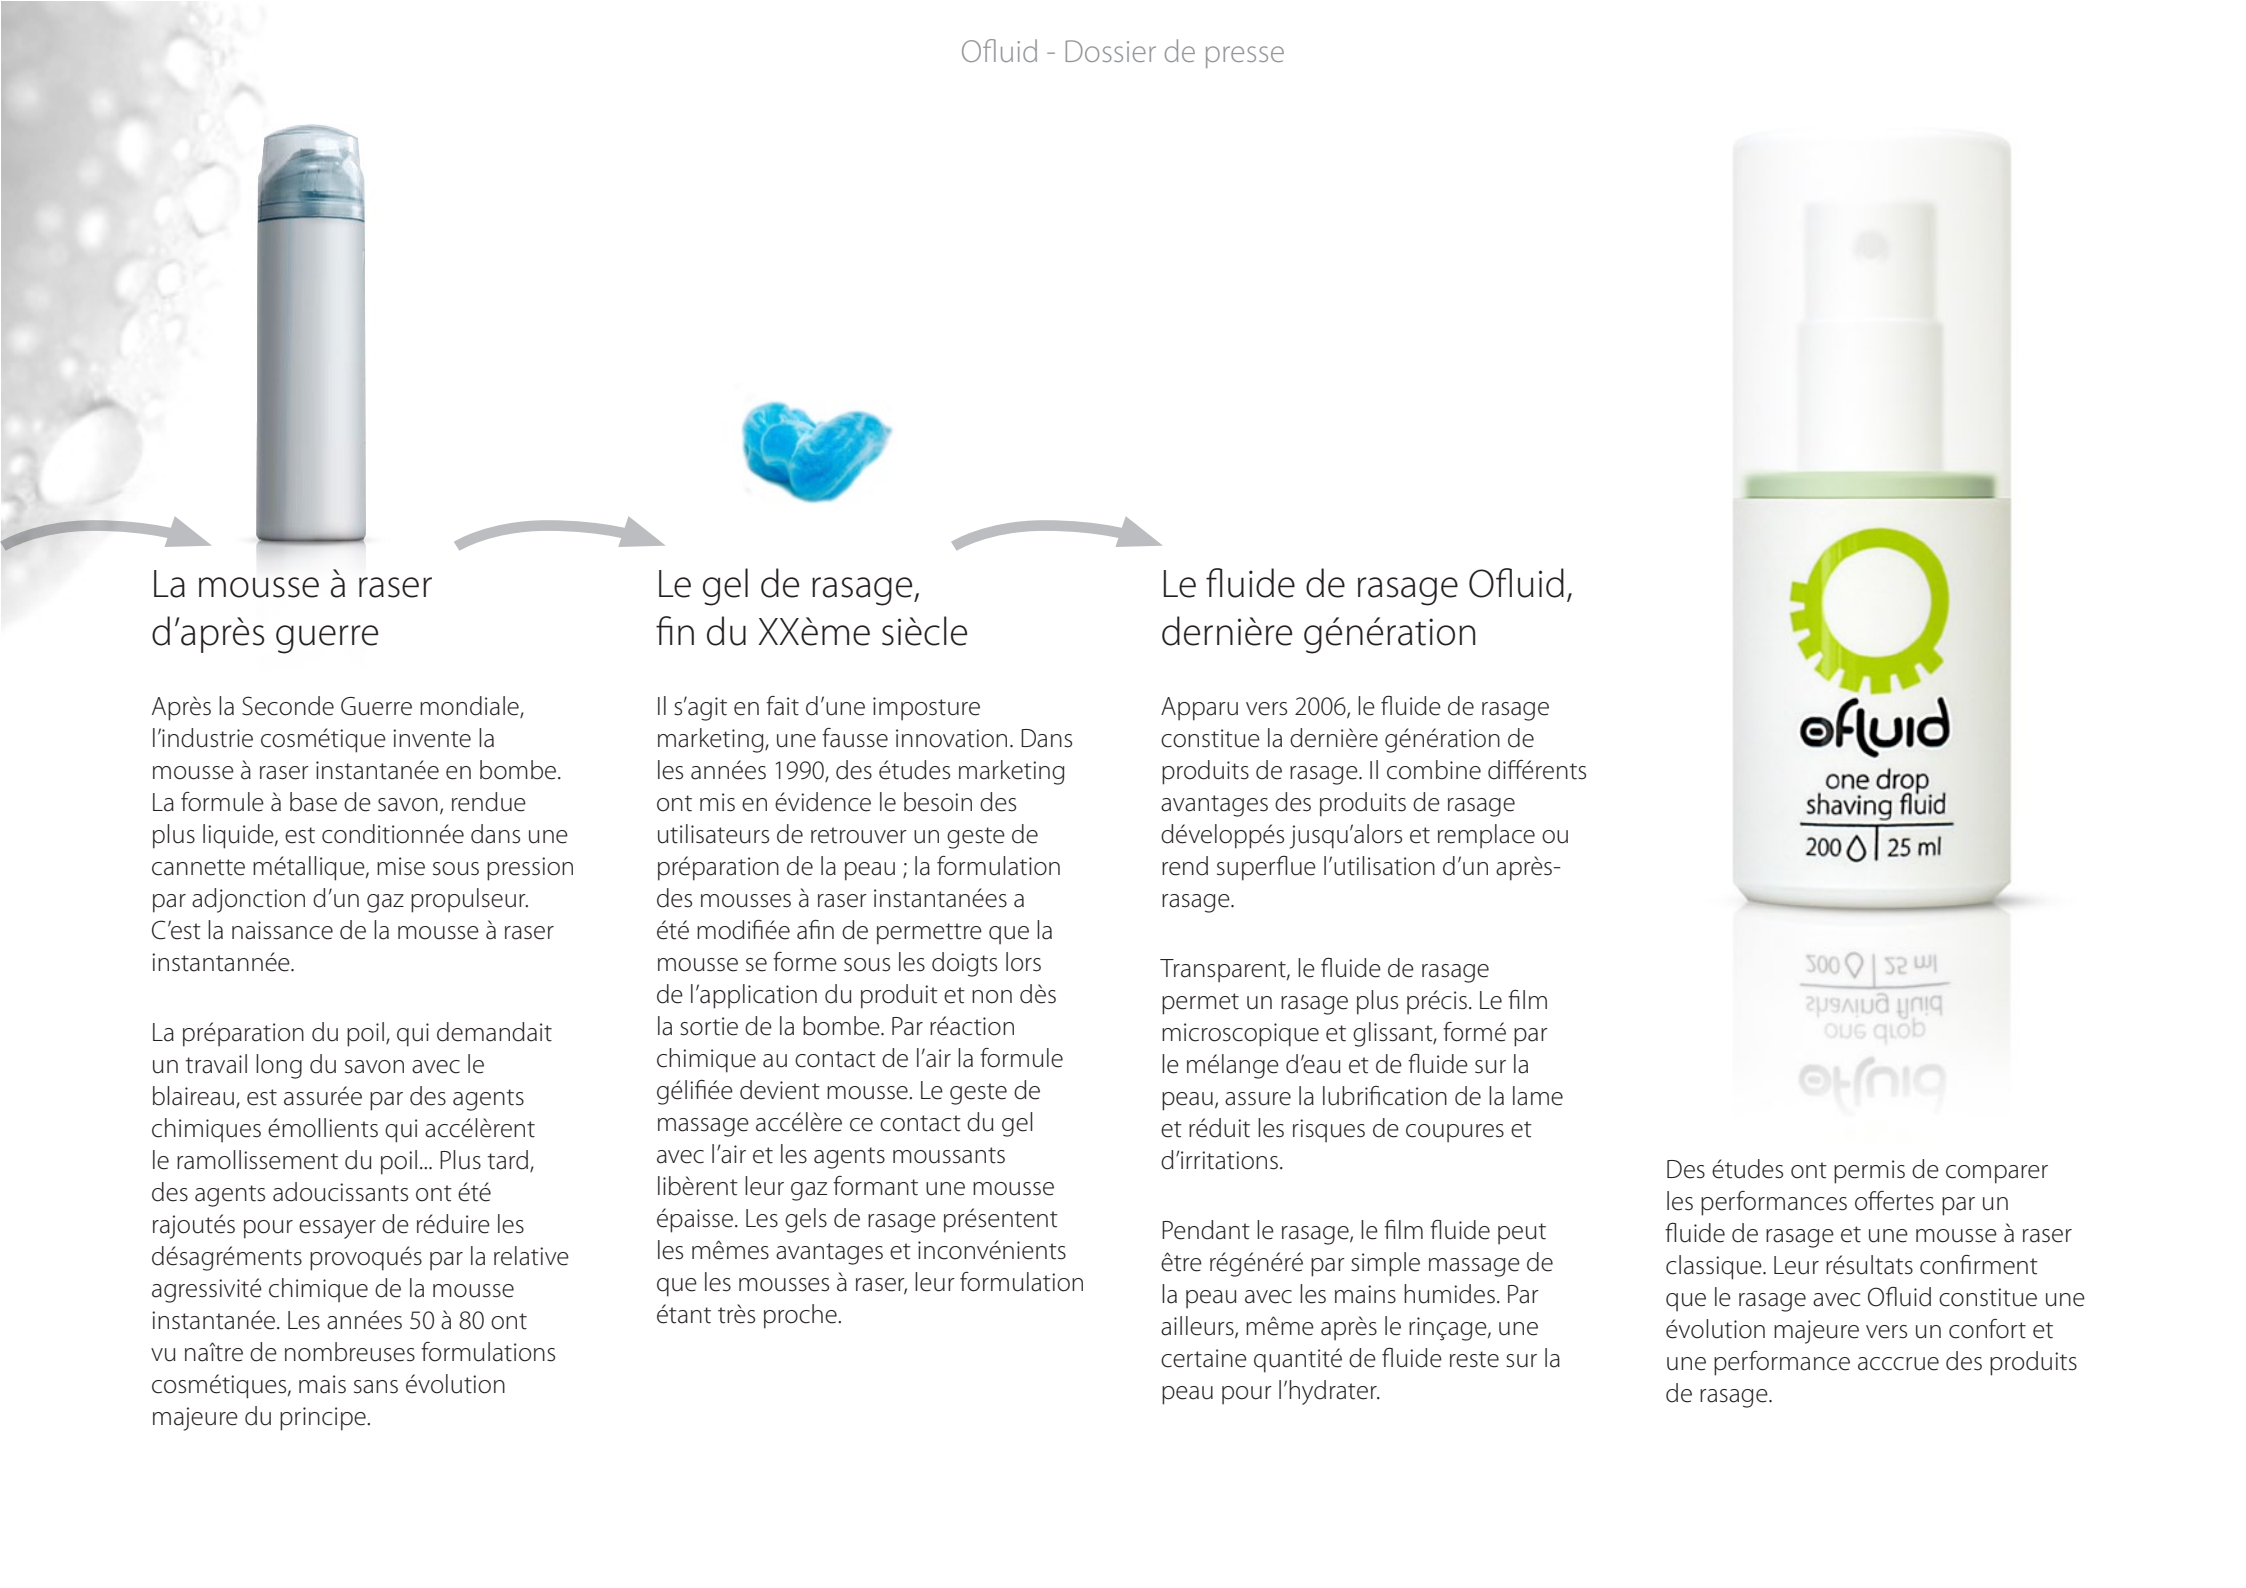 Ofluid - Dossier de presse
La mousse à raser
d’après guerre
Après la Seconde Guerre mondiale,
l’industrie cosmétique invente la
mousse à raser instantanée en bombe.
La formule à base de savon, rendue
plus liquide, est conditionnée dans une
cannette métallique, mise sous pression
par adjonction d’un gaz propulseur.
C’est la naissance de la mousse à raser
instantannée.
La préparation du poil, qui demandait
un travail long du savon avec le
blaireau, est assurée par des agents
chimiques émollients qui accélèrent
le ramollissement du poil... Plus tard,
des agents adoucissants ont été
rajoutés pour essayer de réduire les
désagréments provoqués par la relative
agressivité chimique de la mousse
instantanée. Les années 50 à 80 ont
vu naître de nombreuses formulations
cosmétiques, mais sans évolution
majeure du principe.
Le gel de rasage,
fin du XXème siècle
Il s’agit en fait d’une imposture
marketing, une fausse innovation. Dans
les années 1990, des études marketing
ont mis en évidence le besoin des
utilisateurs de retrouver un geste de
préparation de la peau ; la formulation
des mousses à raser instantanées a
été modifiée afin de permettre que la
mousse se forme sous les doigts lors
de l’application du produit et non dès
la sortie de la bombe. Par réaction
chimique au contact de l’air la formule
gélifiée devient mousse. Le geste de
massage accélère ce contact du gel
avec l’air et les agents moussants
libèrent leur gaz formant une mousse
épaisse. Les gels de rasage présentent
les mêmes avantages et inconvénients
que les mousses à raser, leur formulation
étant très proche.
Le fluide de rasage Ofluid,
dernière génération
Apparu vers 2006, le fluide de rasage
constitue la dernière génération de
produits de rasage. Il combine différents
avantages des produits de rasage
développés jusqu’alors et remplace ou
rend superflue l’utilisation d’un après-
rasage.
Transparent, le fluide de rasage
permet un rasage plus précis. Le film
microscopique et glissant, formé par
le mélange d’eau et de fluide sur la
peau, assure la lubrification de la lame
et réduit les risques de coupures et
d’irritations.
Pendant le rasage, le film fluide peut
être régénéré par simple massage de
la peau avec les mains humides. Par
ailleurs, même après le rinçage, une
certaine quantité de fluide reste sur la
peau pour l’hydrater.
ofluid
one drop
shaving fluid
200 25 ml
Des études ont permis de comparer
les performances offertes par un
fluide de rasage et une mousse à raser
classique. Leur résultats confirment
que le rasage avec Ofluid constitue une
évolution majeure vers un confort et
une performance acccrue des produits
de rasage.